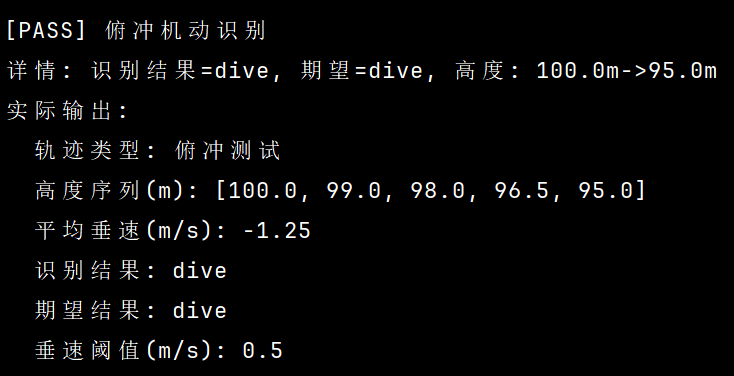 [PASS] 俯冲机动识别
详情: 识别结果=dive, 期望=dive, 高度: 100.0m->95.0m
实际输出:
轨迹类型: 俯冲测试
高度序列(m): [100.0, 99.0, 98.0, 96.5, 95.0]
平均垂速(m/s): -1.25
识别结果: dive
期望结果: dive
垂速阈值(m/s): 0.5